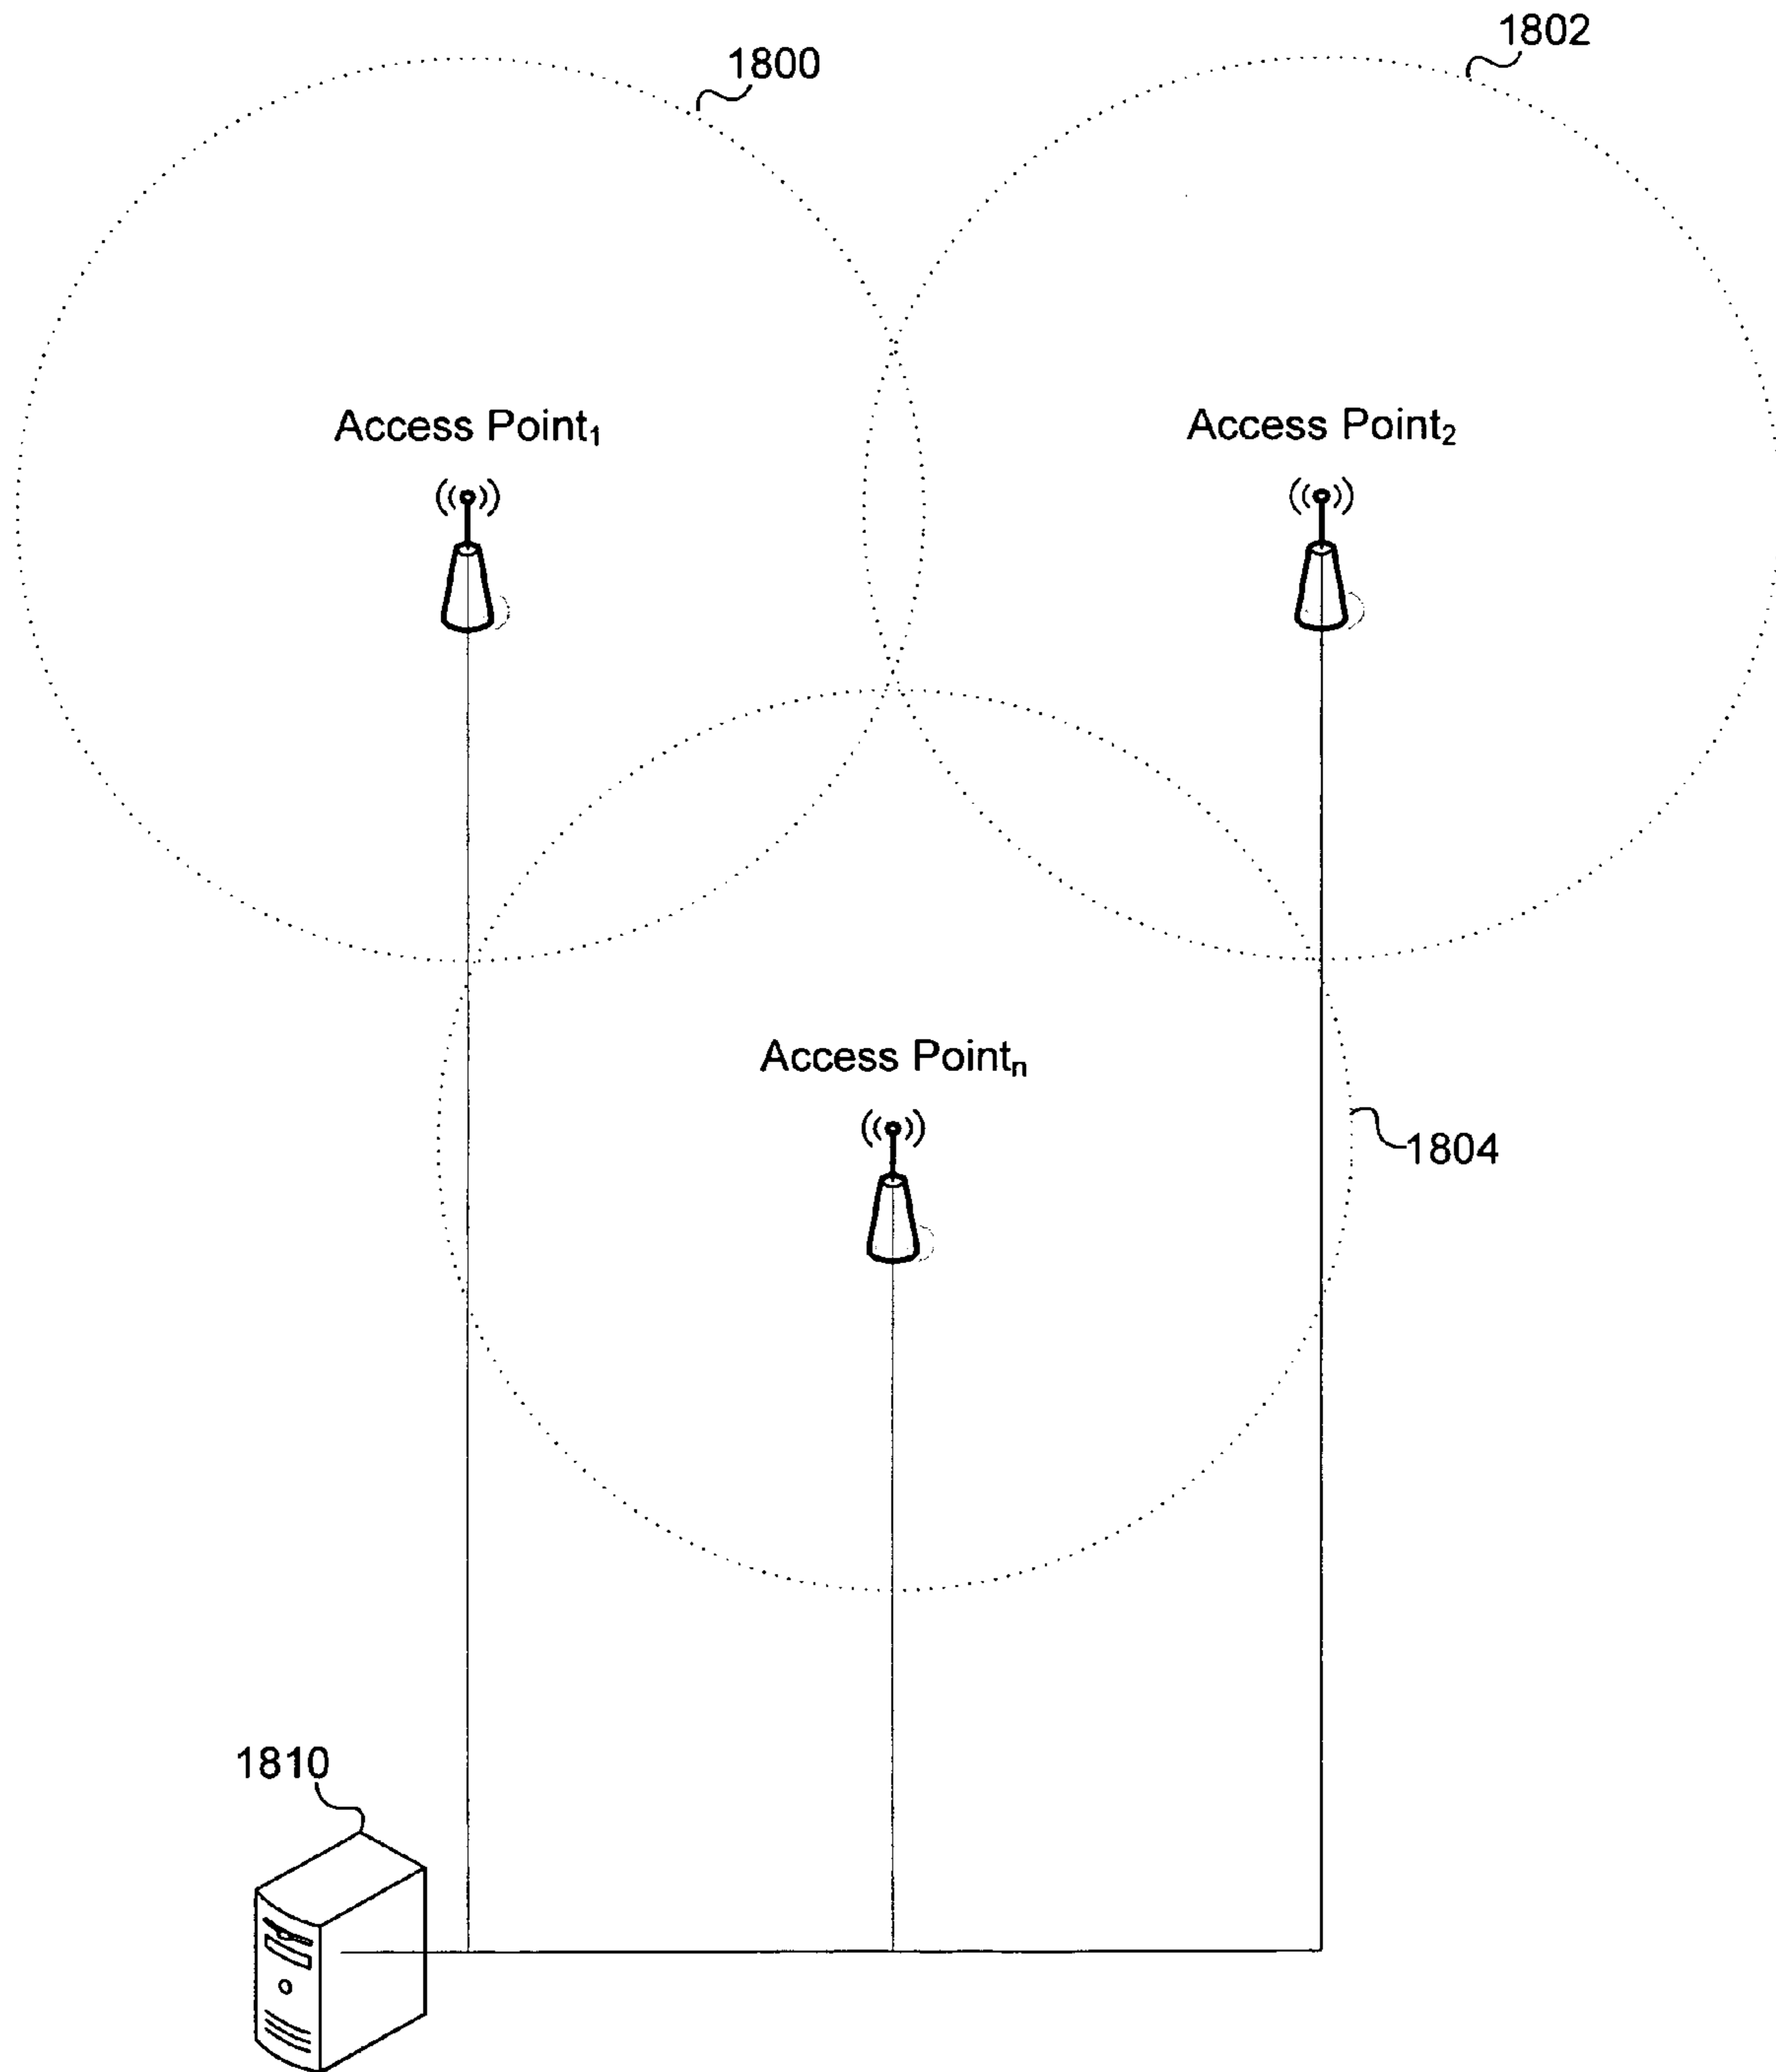 1802
1800
Access Point₁
Access Point₂
Access Pointₙ
1804
1810